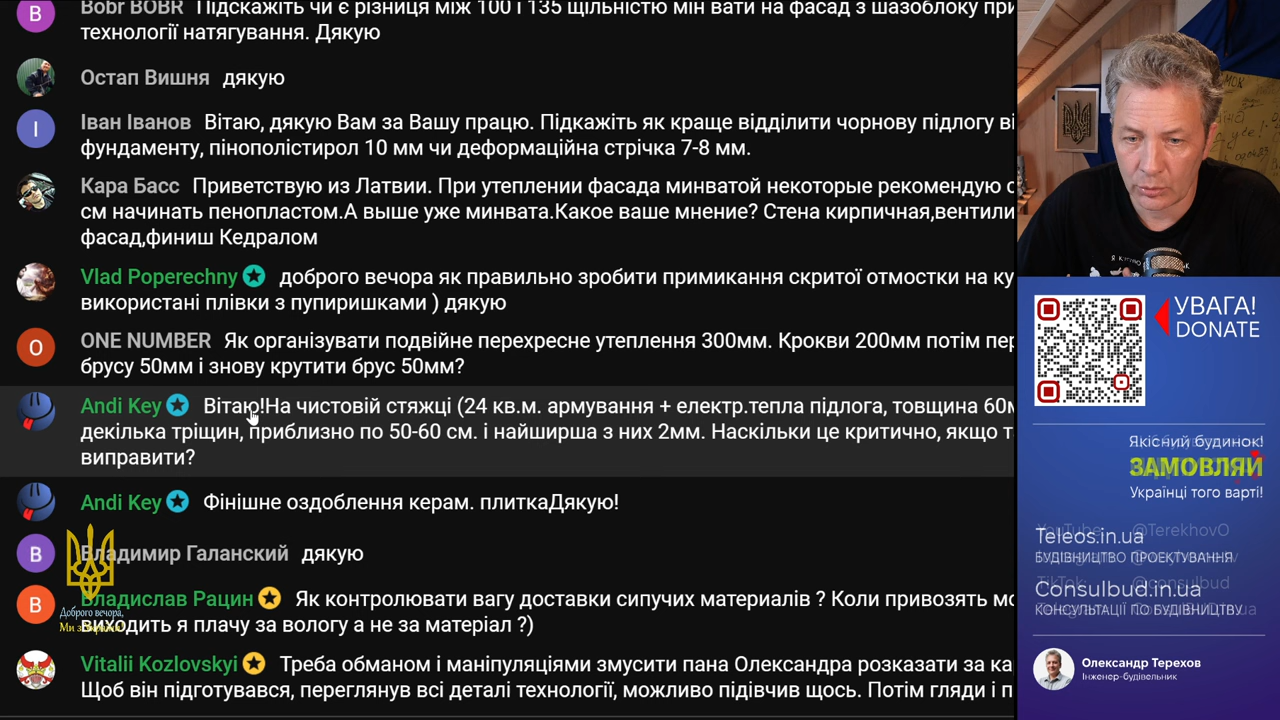 Bobr BOBR Підскажіть чи є різниця між 100 і 135 щільністю мін вати на фасад з шазоблоку при
технології натягування. Дякую
Остап Вишня дякую
Іван Іванов Вітаю, дякую Вам за Вашу працю. Підкажіть як краще відділити чорнову підлогу ві
фундаменту, пінополістирол 10 мм чи деформаційна стрічка 7-8 мм.
Кара Басс Приветствую из Латвии. При утеплении фасада минватой некоторые рекомендую
см начинать пенопластом.А выше уже минвата.Какое ваше мнение? Стена кирпичная,вентили
фасад,финиш Кедралом
Vlad Poperechny доброго вечора як правильно зробити примикання скритої отмостки на
використані плівки з пупиришками ) дякую
ONE NUMBER Як організувати подвійне перехресне утеплення 300мм. Крокви 200мм потім пер
брусу 50мм і знову крутити брус 50мм?
Andi Key Вітаю!На чистовій стяжці (24 кв.м. армування + електр.тепла підлога, товщина
декілька тріщин, приблизно по 50-60 см. і найширша з них 2мм. Наскільки це критично, якщо
виправити?
Andi Key Фінішне оздоблення керам. плиткаДякую!
Владимир Галанский дякую
Владислав Рацин Як контролювати вагу доставки сипучих материалів ? Коли привозять
виходить я плачу за вологу а не за матеріал ?)
Vitalii Kozlovskyi Треба обманом і маніпуляціями змусити пана Олександра розказати за
Щоб він підготувався, переглянув всі деталі технології, можливо підівчив щось. Потім гляди і п
Доброго вечора,
УВАГА!
DONATE
Якісний будинок!
ЗАМОВЛЯЙ
Українці того варті!
Teleos.in.ua
БУДІВНИЦТВО ПРОЄКТУВАННЯ
Consulbud.in.ua
КОНСУЛЬТАЦІЇ ПО БУДІВНИЦТВУ
YouTube: @TerekhovO
TikTok: @consulbud
Олександр Терехов
Інженер-будівельник